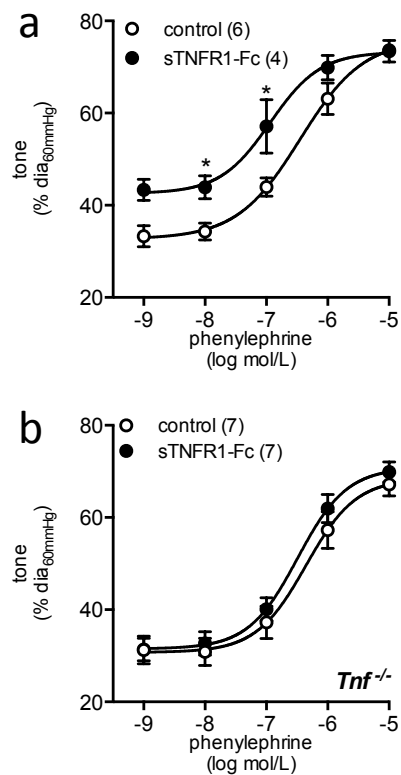 a
control (6)
sTNFR1-Fc (4)
80
60
40
20
tone
(% dia60mmHg)
*
*
-9 -8 -7 -6 -5
phenylephrine
(log mol/L)
b
control (7)
sTNFR1-Fc (7)
80
60
40
20
tone
(% dia60mmHg)
Tnf -/-
-9 -8 -7 -6 -5
phenylephrine
(log mol/L)